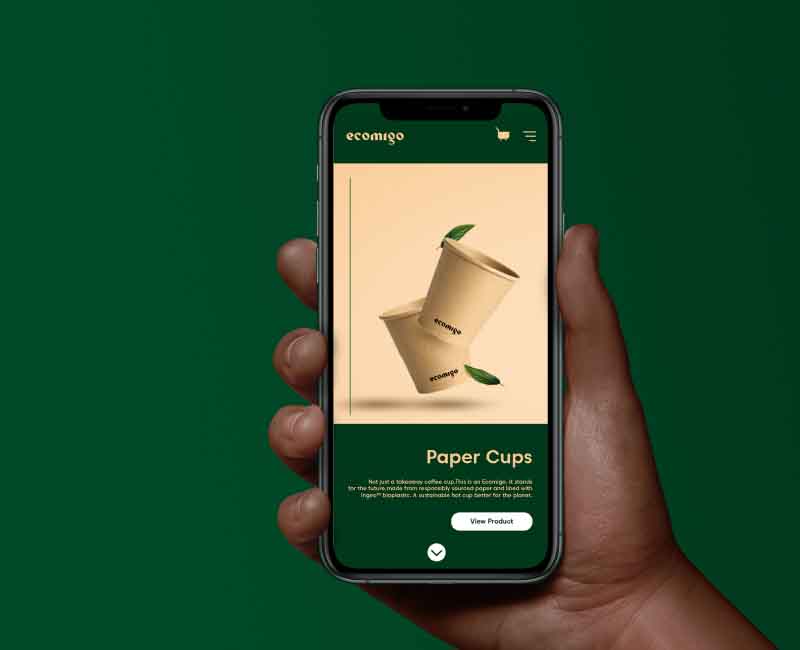 ecomigo
ecomigo
ecomigo
Paper Cups
Not just a takeaway coffee cup.This is an Ecomigo. It stands
for the future,made from responsibly sourced paper and lined with
Ingeo™ bioplastic. A sustainable hot cup better for the planet.
View Product